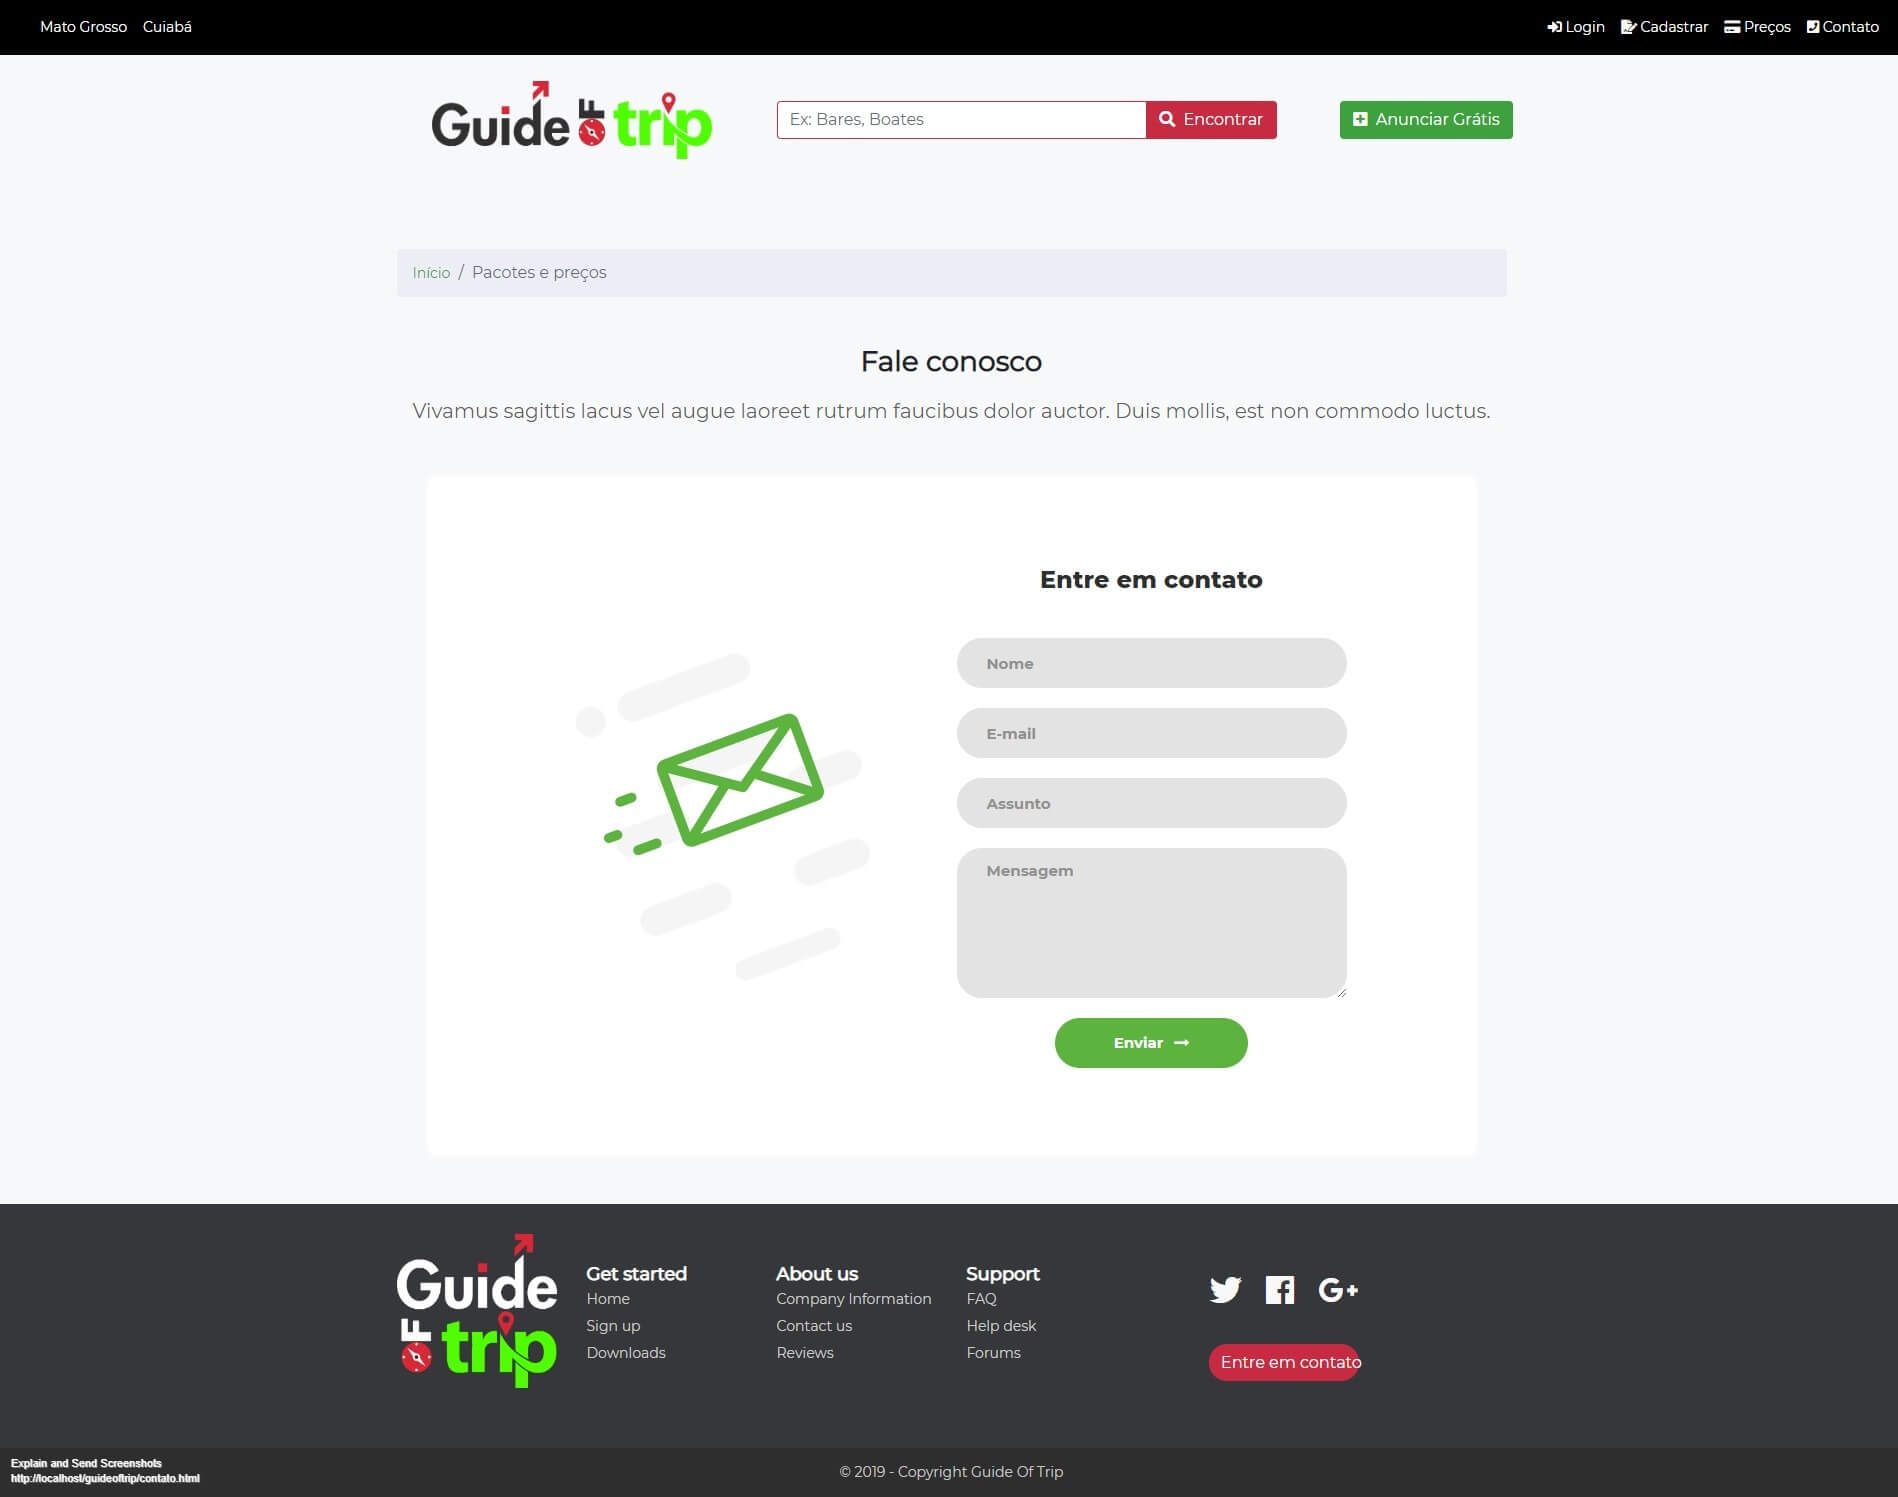 Mato Grosso Cuiabá Login Cadastrar Preços Contato
Guide OF trip
Ex: Bares, Boates Encontrar Anunciar Grátis
Início / Pacotes e preços
Fale conosco
Vivamus sagittis lacus vel augue laoreet rutrum faucibus dolor auctor. Duis mollis, est non commodo luctus.
Entre em contato
Nome
E-mail
Assunto
Mensagem
Enviar
Guide
OF trip
Get started
Home
Sign up
Downloads
About us
Company Information
Contact us
Reviews
Support
FAQ
Help desk
Forums
G+
Entre em contato
Explain and Send Screenshots
http://localhost/guideoftrip/contato.html
© 2019 - Copyright Guide Of Trip